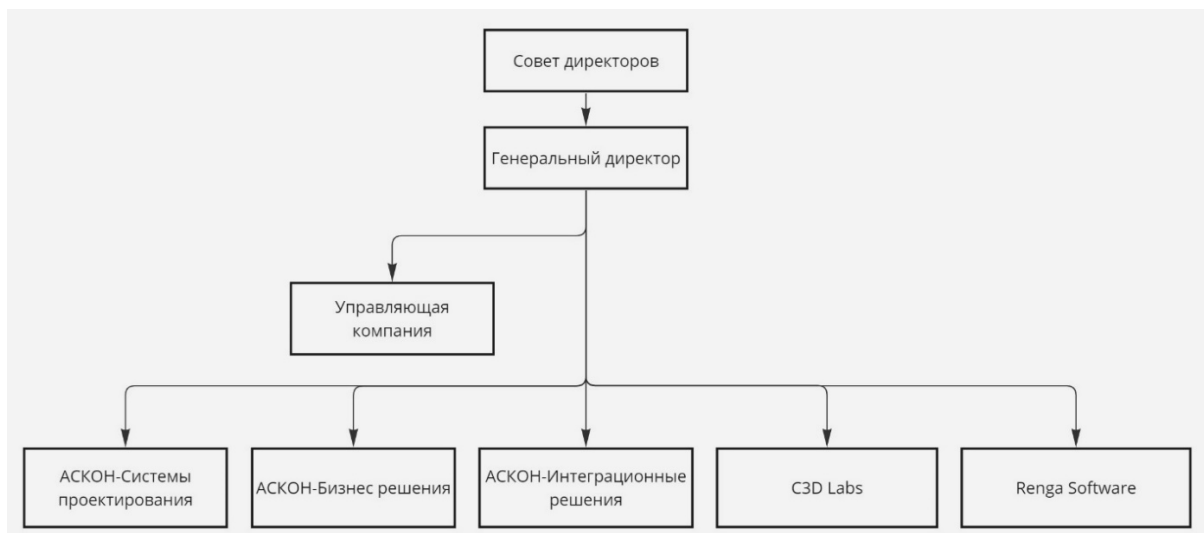 Совет директоров
Генеральный директор
Управляющая
компания
АСКОН-Системы
проектирования
АСКОН-Бизнес решения
АСКОН-Интеграционные
решения
C3D Labs
Renga Software